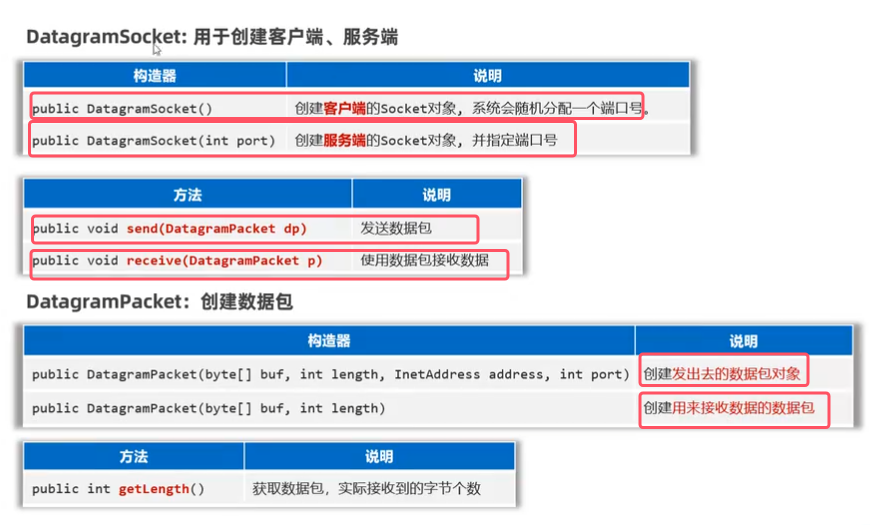 DatagramSocket: 用于创建客户端、服务端
构造器 说明
public DatagramSocket() 创建客户端的Socket对象, 系统会随机分配一个端口号。
public DatagramSocket(int port) 创建服务端的Socket对象, 并指定端口号
方法 说明
public void send(DatagramPacket dp) 发送数据包
public void receive(DatagramPacket p) 使用数据包接收数据
DatagramPacket: 创建数据包
构造器 说明
public DatagramPacket(byte[] buf, int length, InetAddress address, int port) 创建发出去的数据包对象
public DatagramPacket(byte[] buf, int length) 创建用来接收数据的数据包
方法 说明
public int getLength() 获取数据包, 实际接收到的字节个数